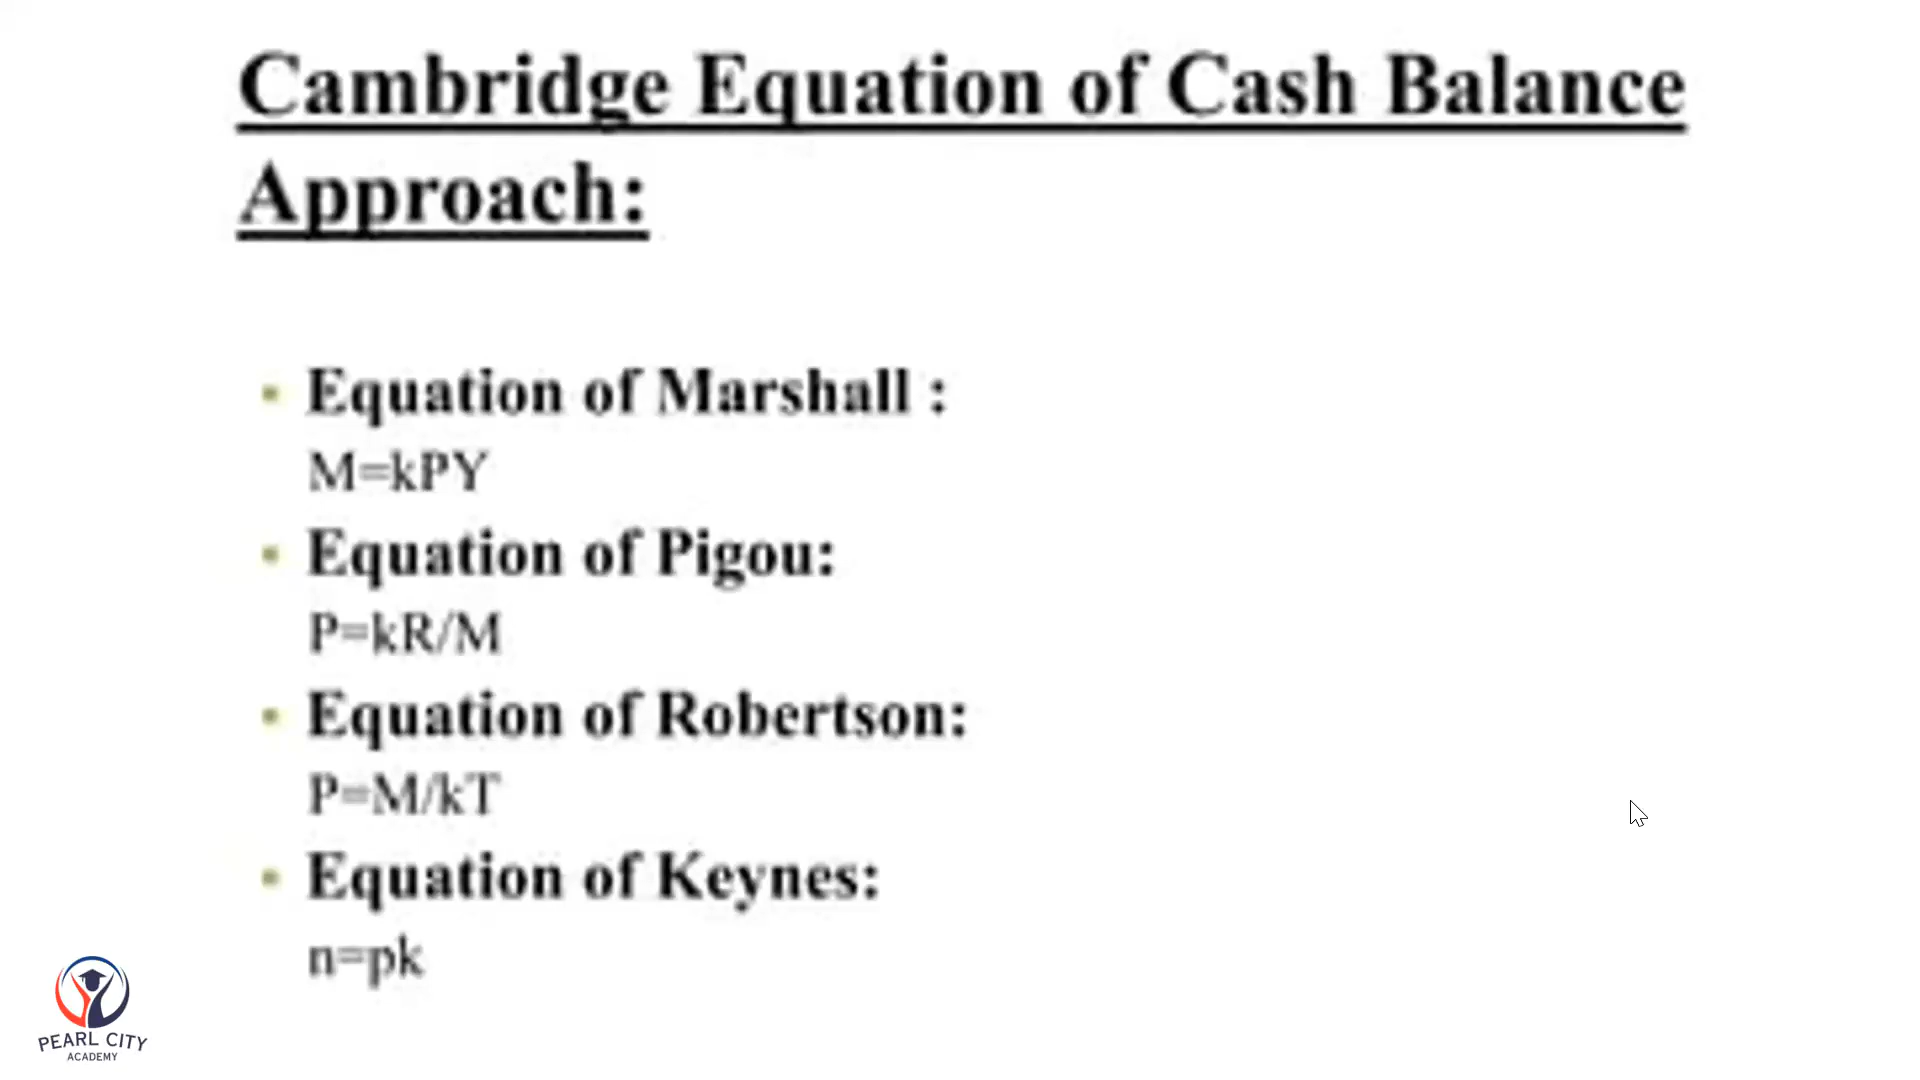 Cambridge Equation of Cash Balance
Approach:
Equation of Marshall :
M=kPY
Equation of Pigou:
P=kR/M
Equation of Robertson:
P=M/kT
Equation of Keynes:
n=pk
PEARL CITY
ACADEMY